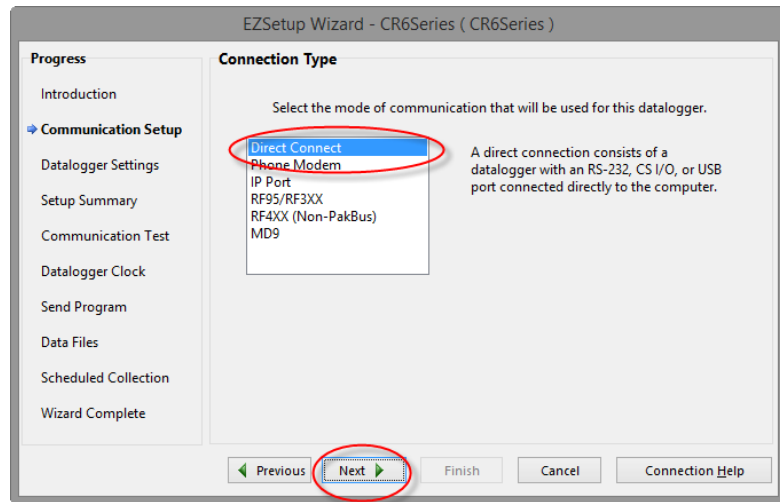 EZSetup Wizard - CR6Series ( CR6Series )
Progress
Introduction
Communication Setup
Datalogger Settings
Setup Summary
Communication Test
Datalogger Clock
Send Program
Data Files
Scheduled Collection
Wizard Complete
Connection Type
Select the mode of communication that will be used for this datalogger.
Direct Connect
Phone Modem
IP Port
RF95/RF3XX
RF4XX (Non-PakBus)
MD9
A direct connection consists of a
datalogger with an RS-232, CS I/O, or USB
port connected directly to the computer.
Previous
Next
Finish
Cancel
Connection Help